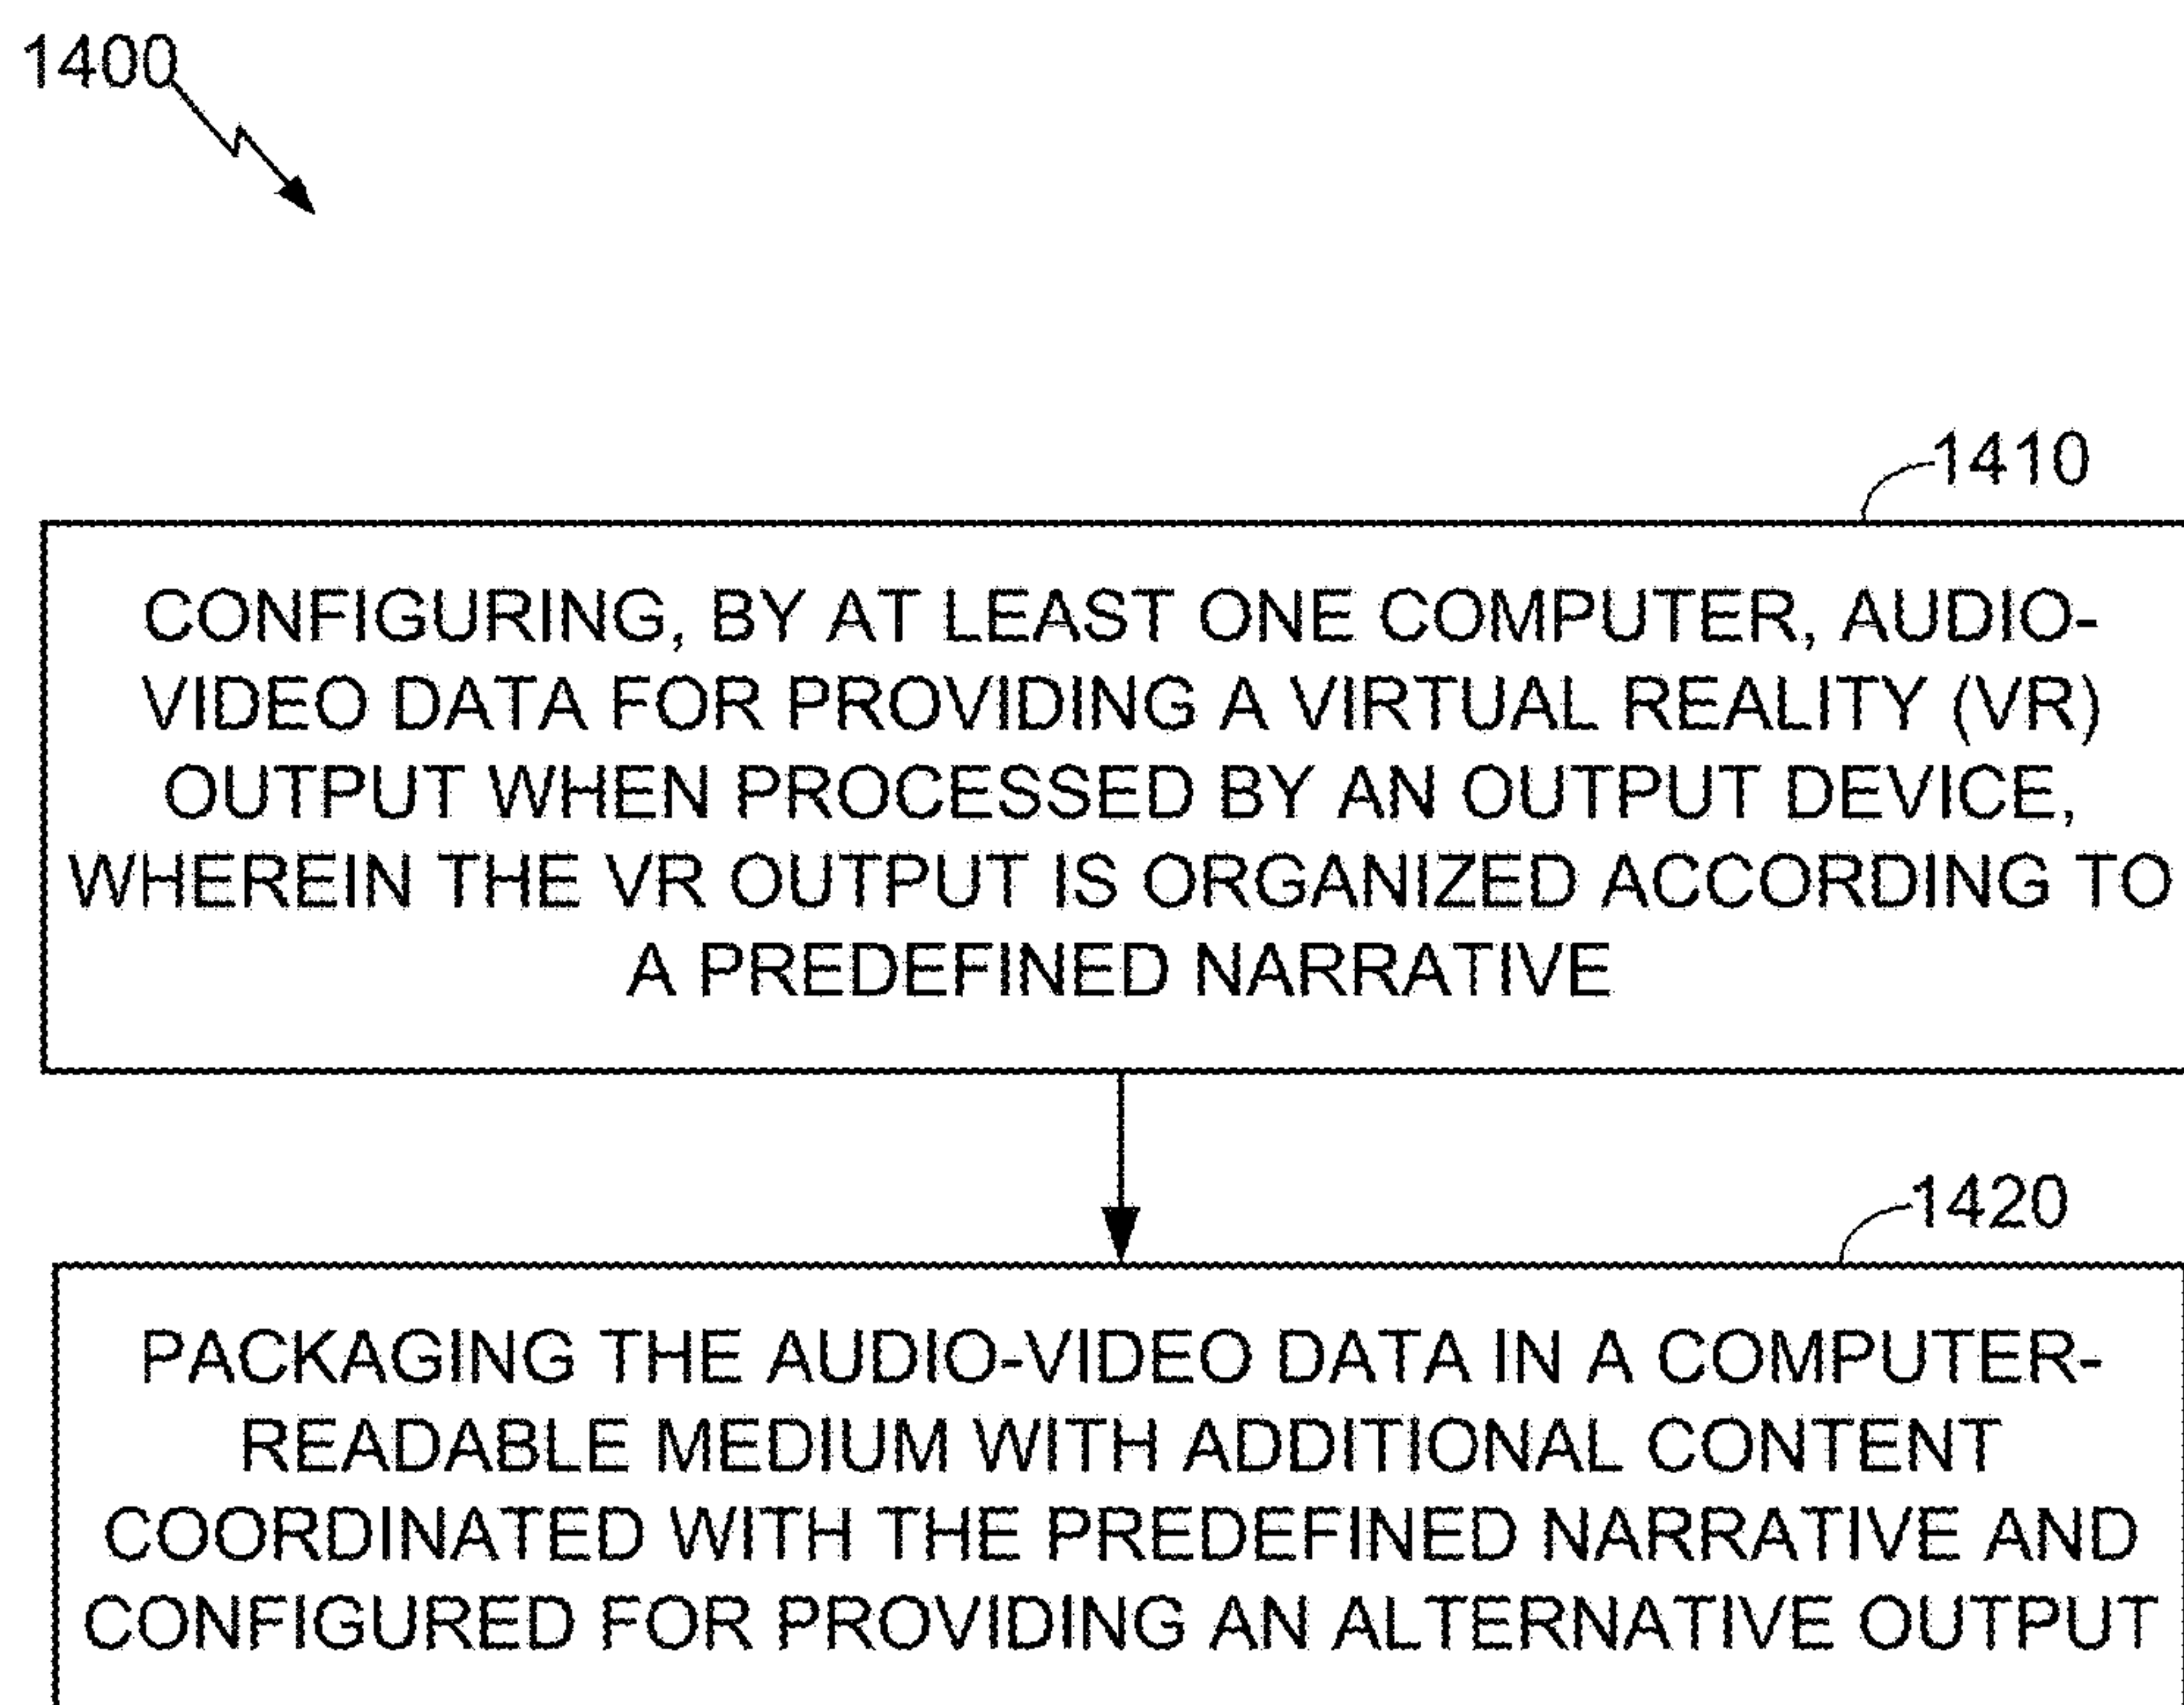 1400
1410
CONFIGURING, BY AT LEAST ONE COMPUTER, AUDIO-
VIDEO DATA FOR PROVIDING A VIRTUAL REALITY (VR)
OUTPUT WHEN PROCESSED BY AN OUTPUT DEVICE,
WHEREIN THE VR OUTPUT IS ORGANIZED ACCORDING TO
A PREDEFINED NARRATIVE
1420
PACKAGING THE AUDIO-VIDEO DATA IN A COMPUTER-
READABLE MEDIUM WITH ADDITIONAL CONTENT
COORDINATED WITH THE PREDEFINED NARRATIVE AND
CONFIGURED FOR PROVIDING AN ALTERNATIVE OUTPUT